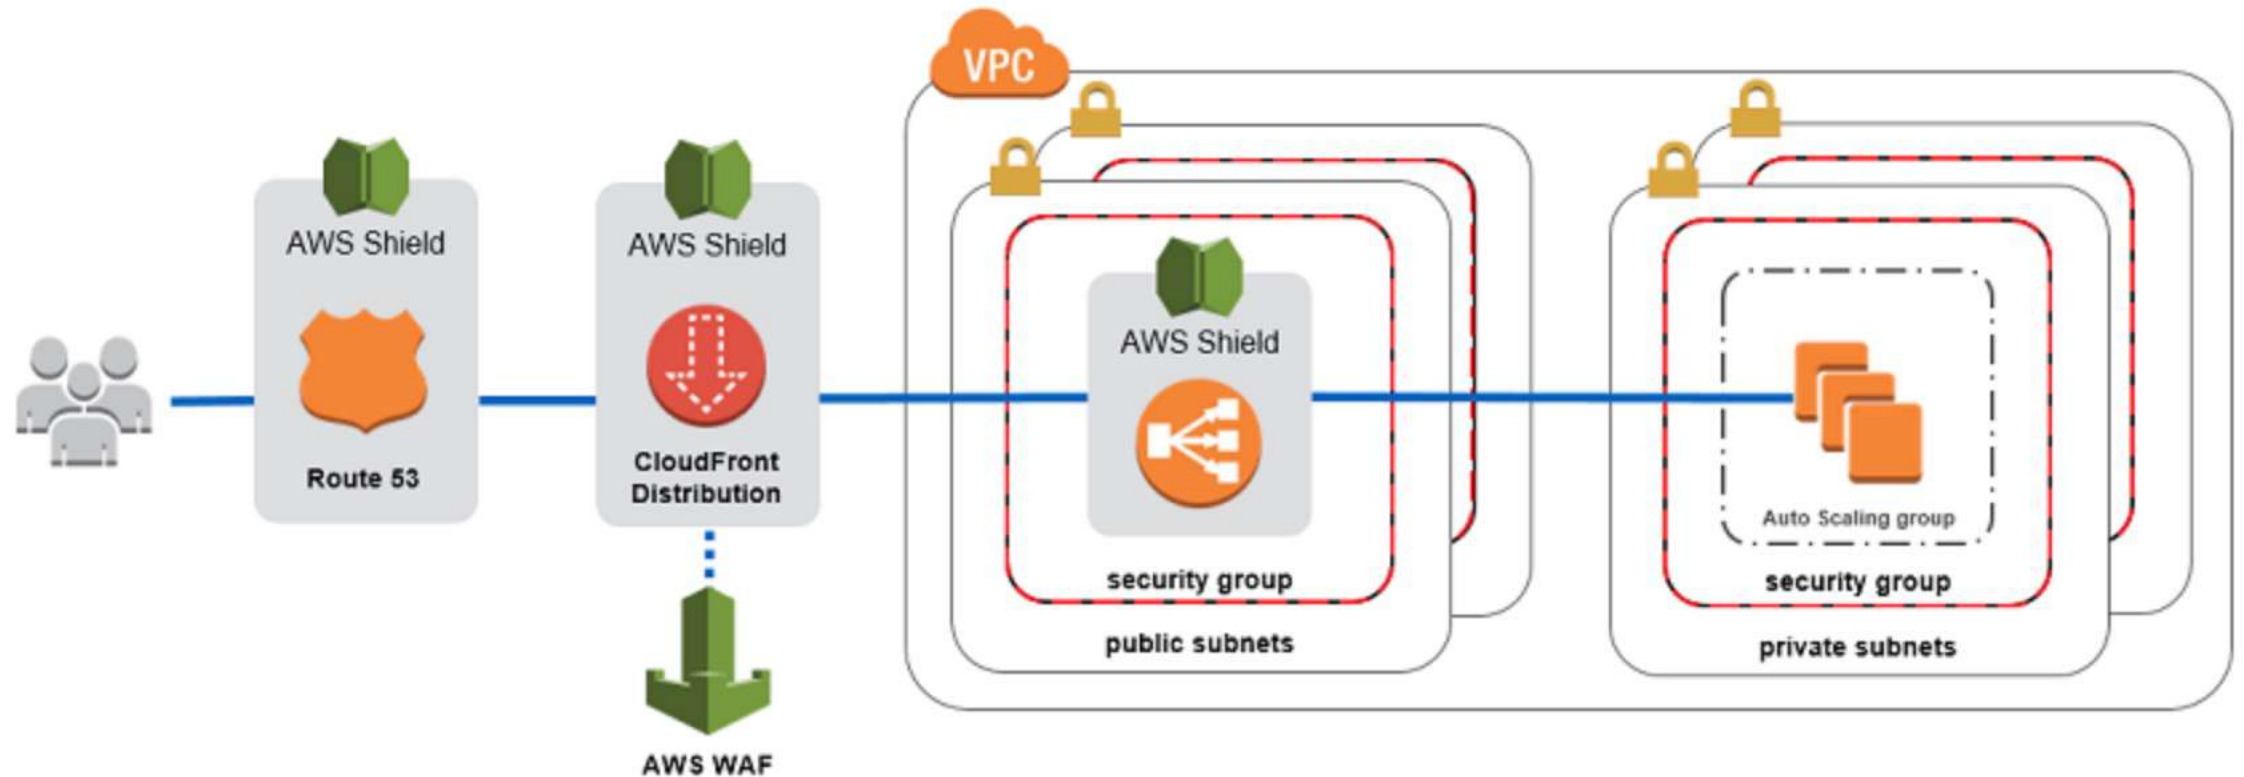 VPC
AWS Shield
Route 53
AWS Shield
CloudFront
Distribution
AWS WAF
AWS Shield
security group
public subnets
Auto Scaling group
security group
private subnets